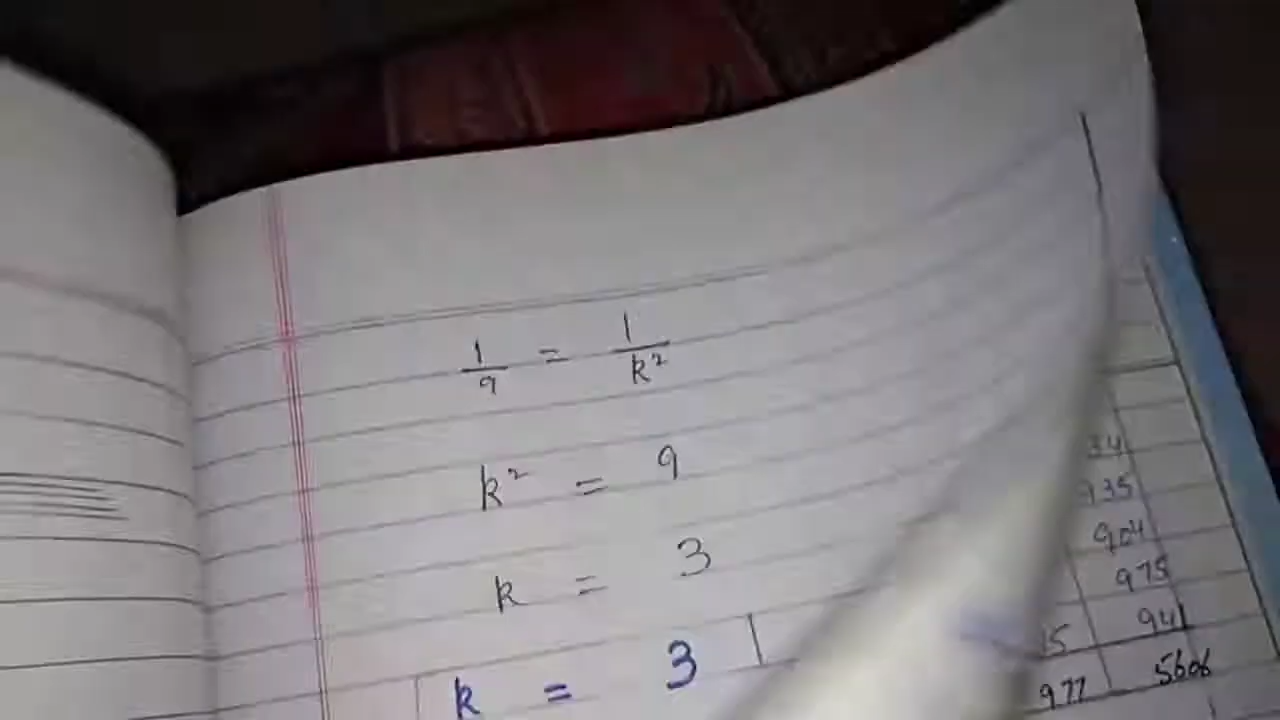 1/9 = 1/k²
k² = 9
k = 3
k = 3
34
935
904
975
941
977 5606